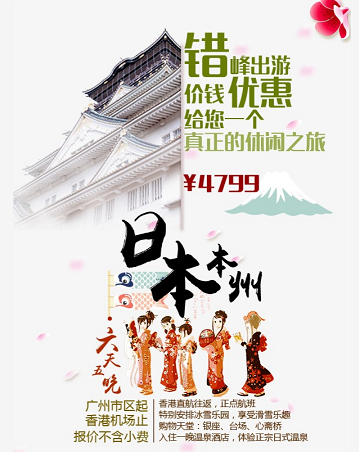 错峰出游
价钱优惠
给您一个
真正的休闲之旅
¥4799
日本本州
·六天五晚
广州市区起
香港机场止
报价不含小费
香港直航往返，正点航班
特别安排冰雪乐园，享受滑雪乐趣
购物天堂：银座、台场、心斋桥
入住一晚温泉酒店，体验正宗日式温泉